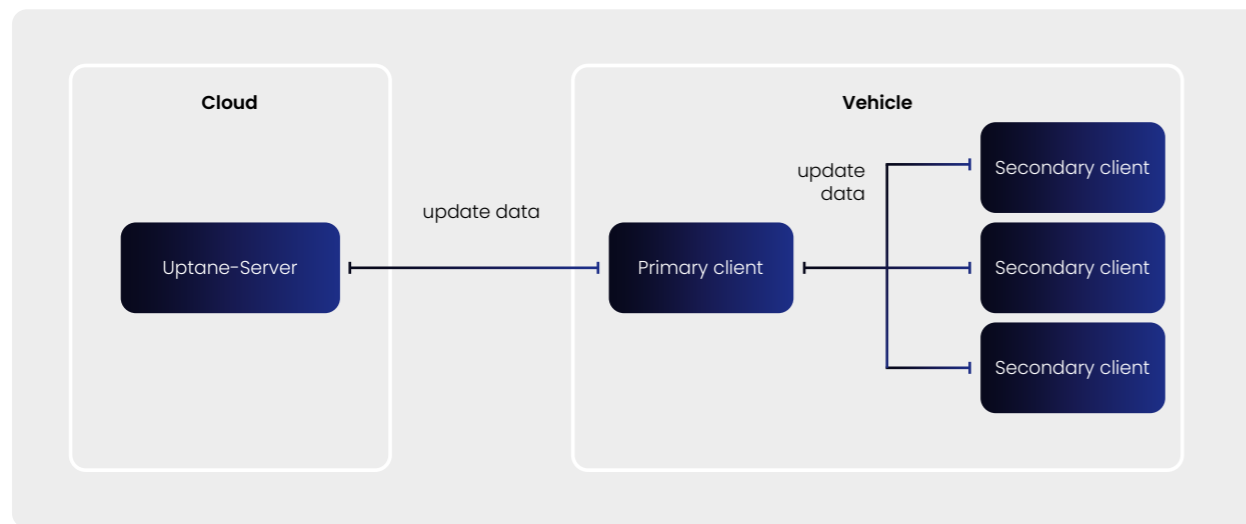 Cloud
Uptane-Server
update data
Vehicle
Primary client
update
data
Secondary client
Secondary client
Secondary client